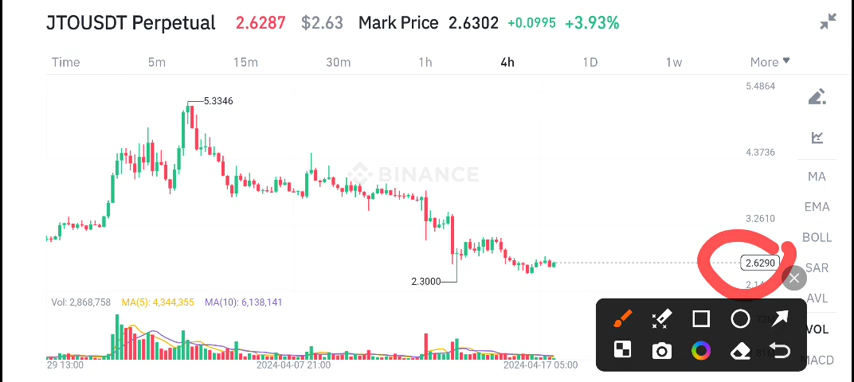 JTOUSDT Perpetual 2.6287 $2.63 Mark Price 2.6302 +0.0995 +3.93%
Time 5m 15m 30m 1h 4h 1D 1w More
5.4864
5.3346
4.3736
BINANCE
MA
EMA
3.2610
BOLL
2.6290
SAR
2.3000
AVL
Vol: 2,868,758 MA(5): 4,344,355 MA(10): 6,138,141
VOL
MACD
29 13:00 2024-04-07 21:00 2024-04-17 05:00